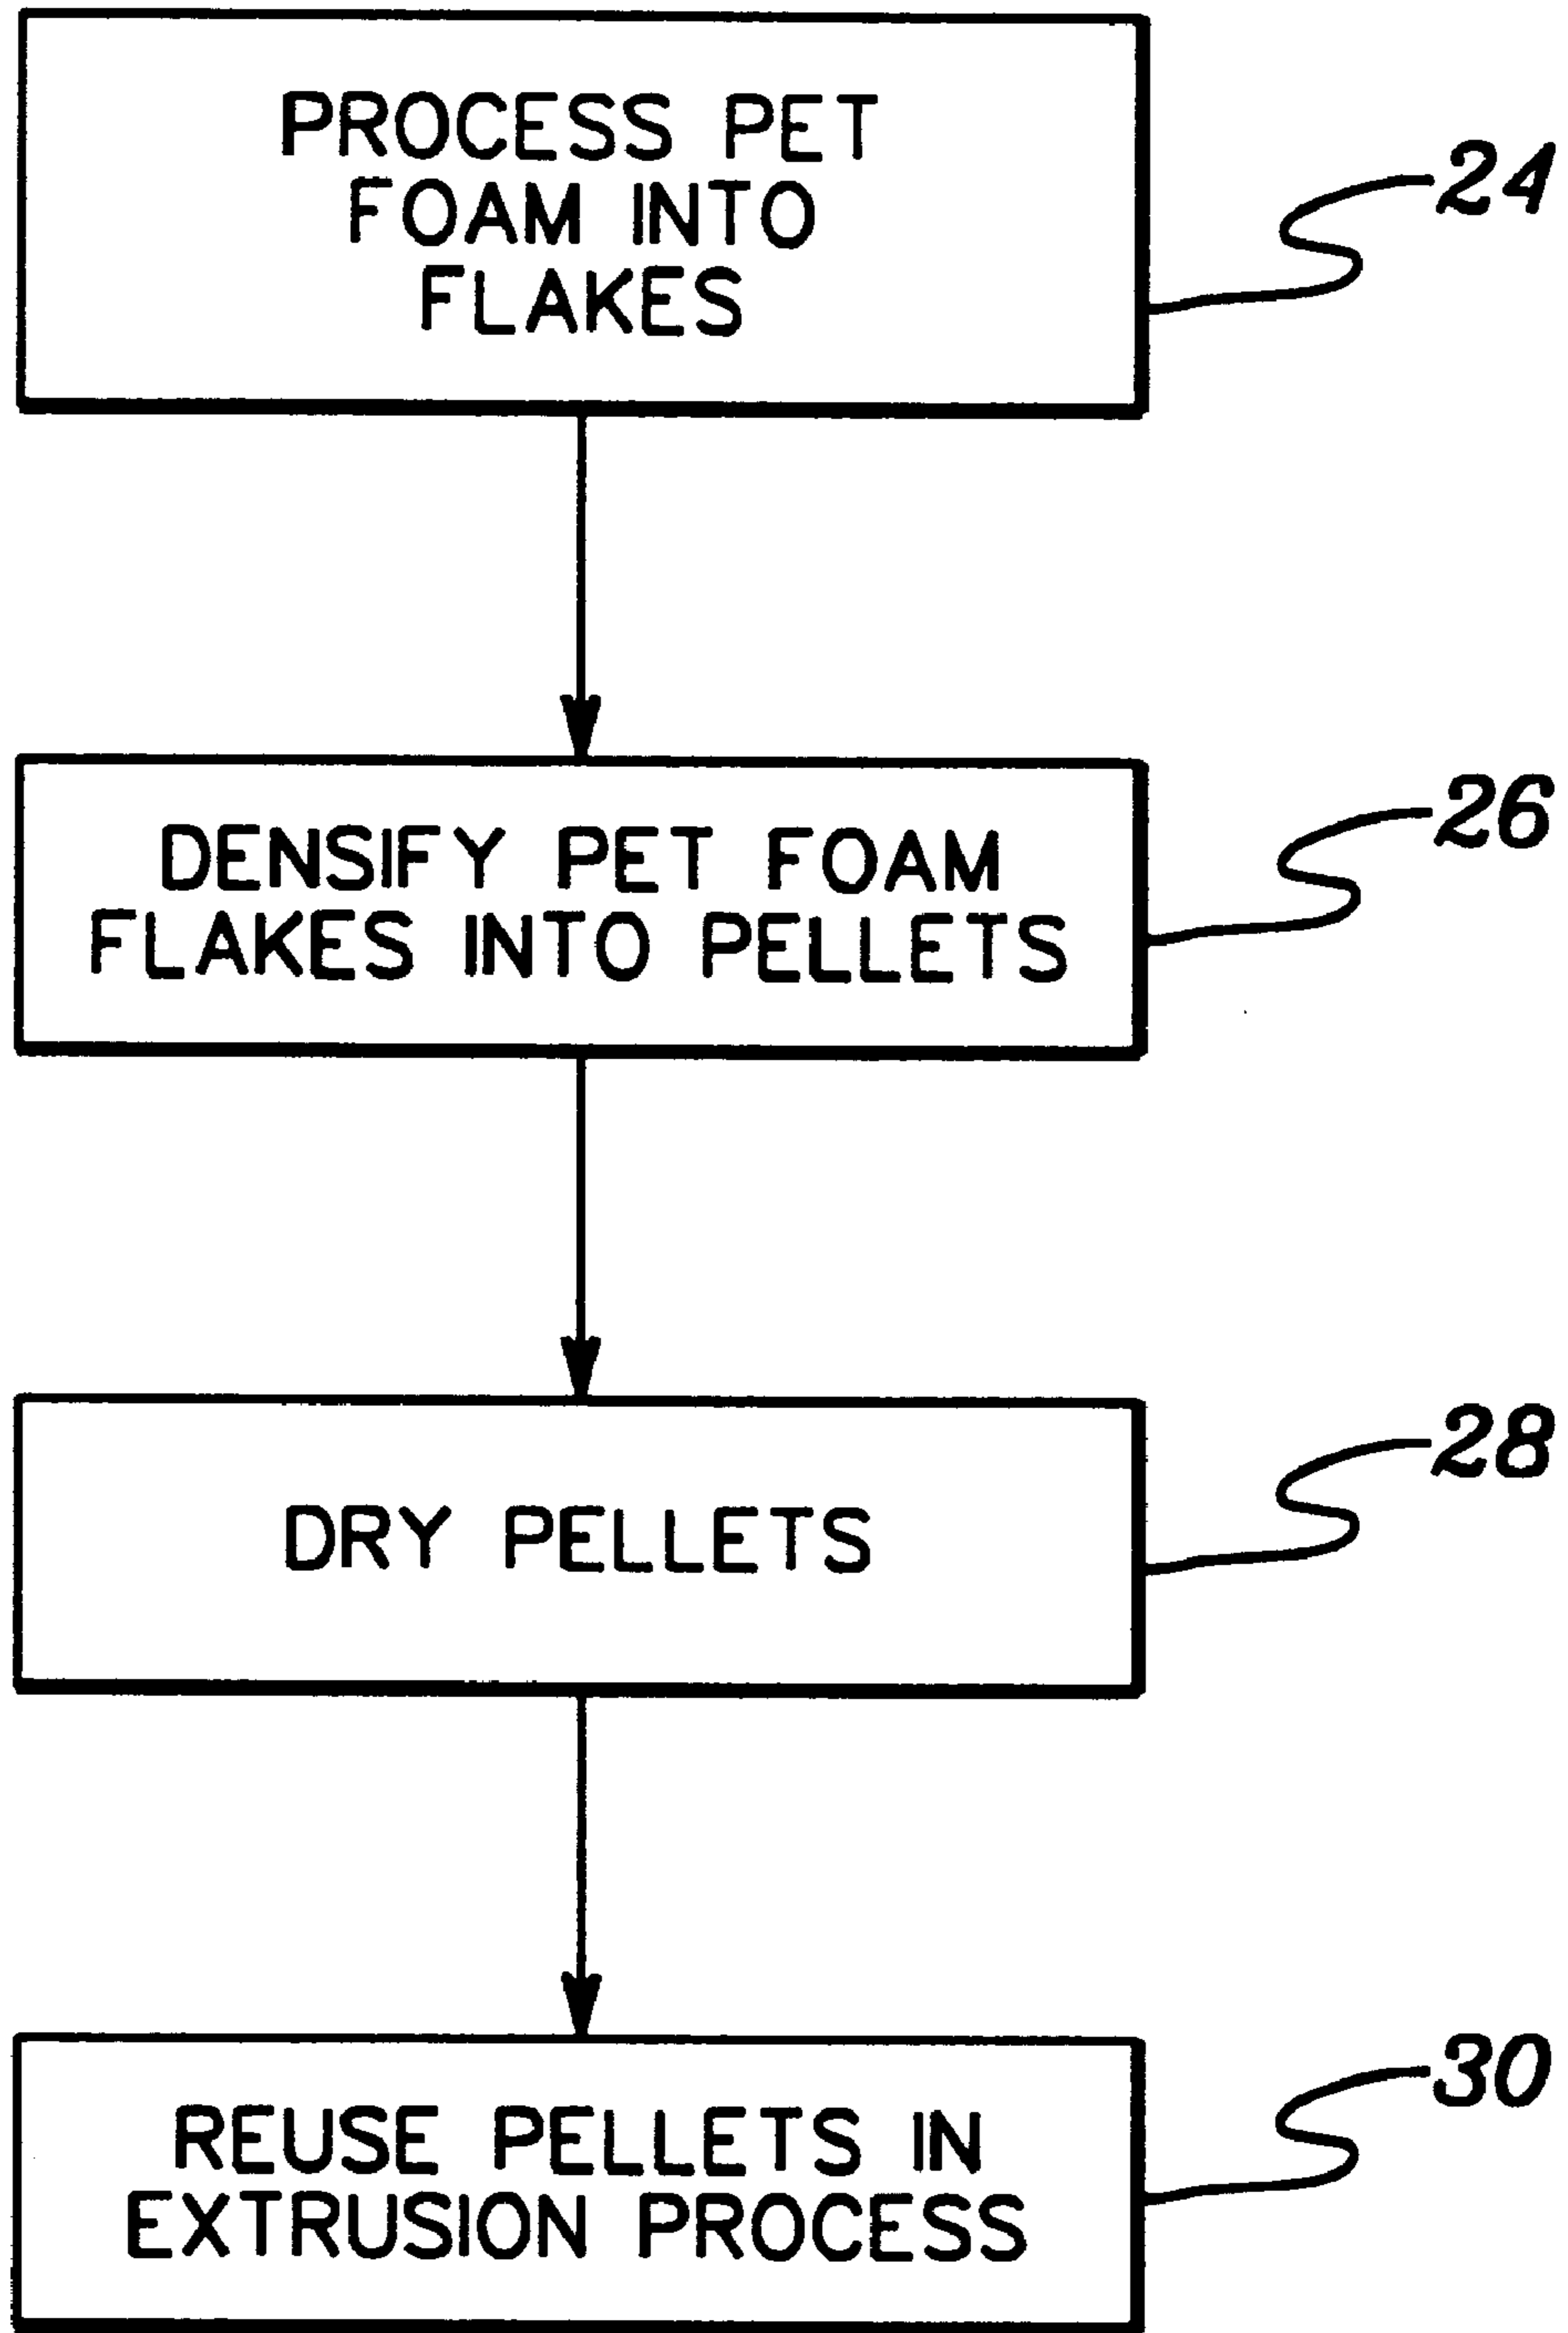 PROCESS PET
FOAM INTO
FLAKES
24
DENSIFY PET FOAM
FLAKES INTO PELLETS
26
DRY PELLETS
28
REUSE PELLETS IN
EXTRUSION PROCESS
30